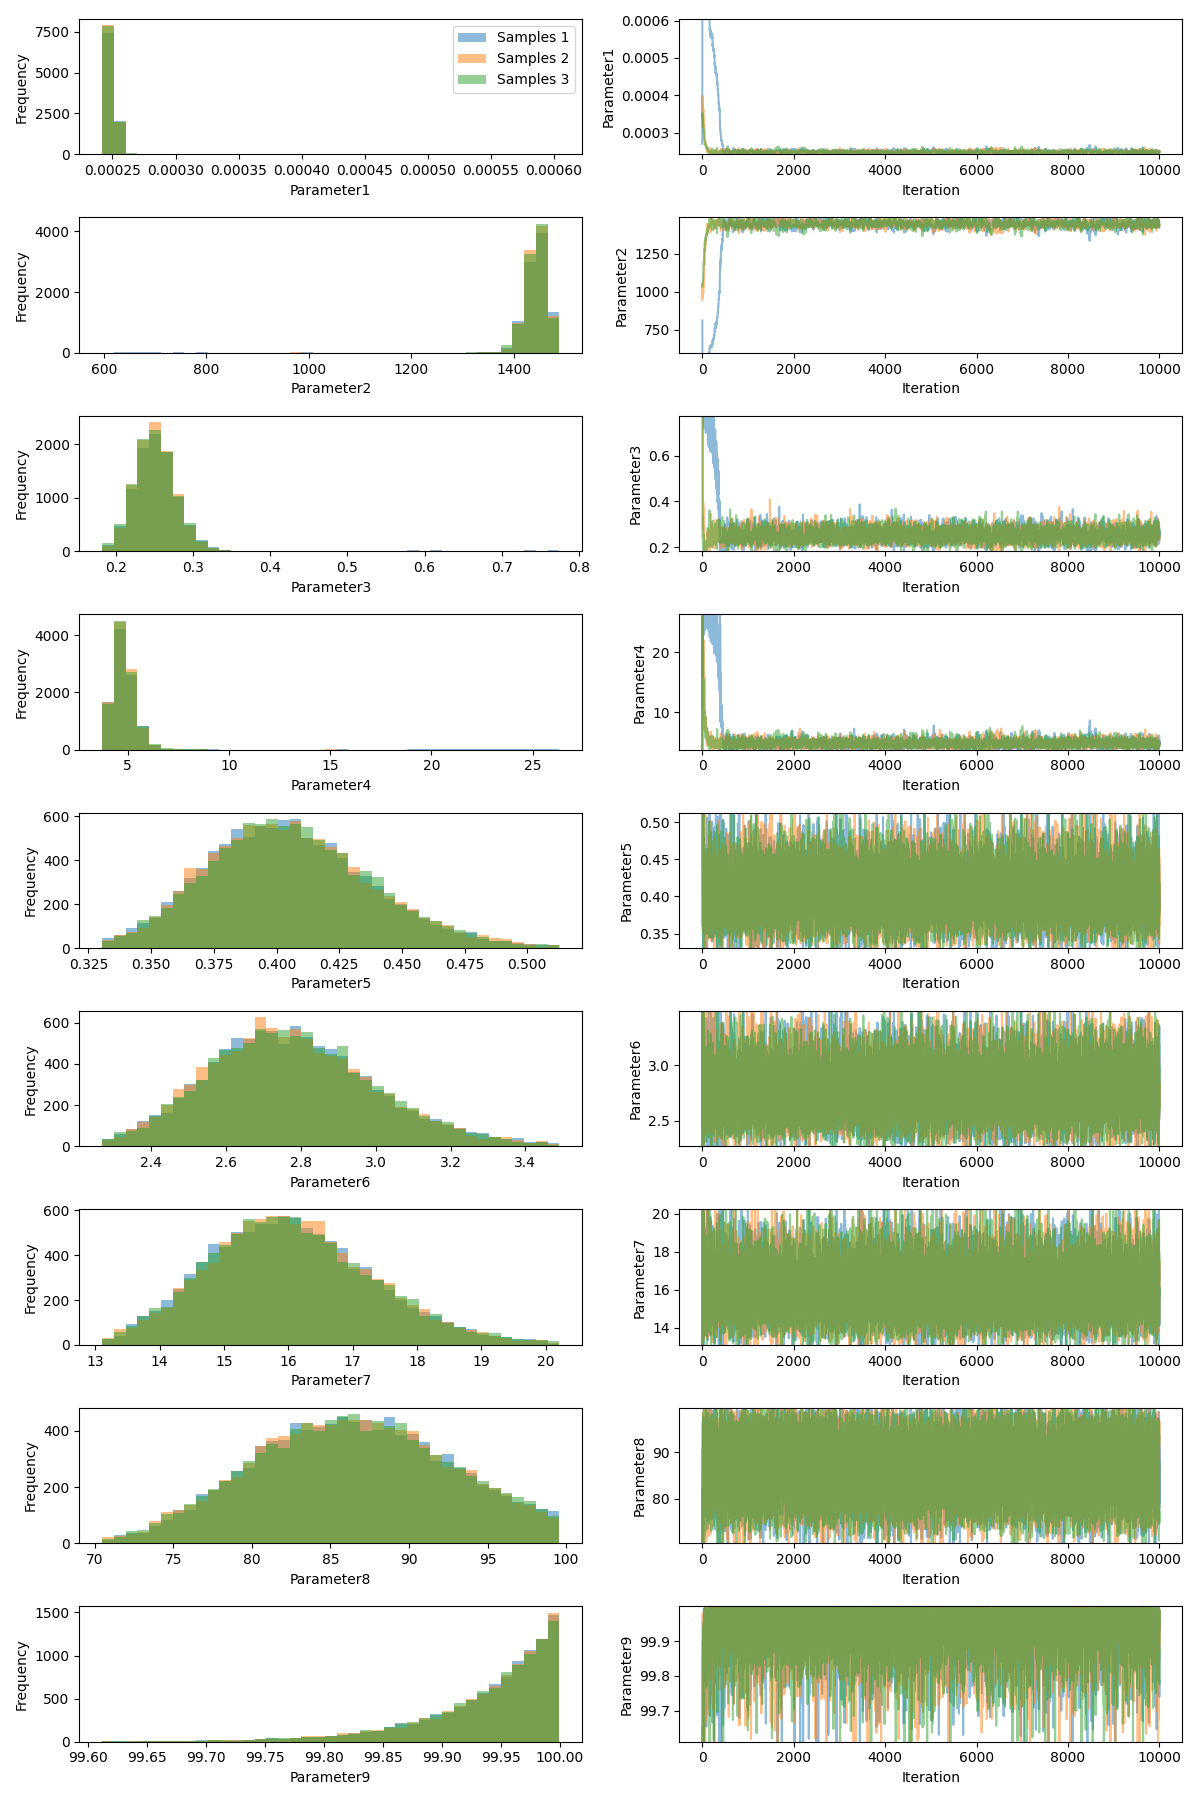 Frequency
7500
5000
2500
0
0.00025 0.00030 0.00035 0.00040 0.00045 0.00050 0.00055 0.00060
Parameter1
Samples 1
Samples 2
Samples 3
Parameter1
0.0006
0.0005
0.0004
0.0003
0 2000 4000 6000 8000 10000
Iteration
Frequency
4000
2000
0
600 800 1000 1200 1400
Parameter2
Parameter2
1250
1000
750
0 2000 4000 6000 8000 10000
Iteration
Frequency
2000
1000
0
0.2 0.3 0.4 0.5 0.6 0.7 0.8
Parameter3
Parameter3
0.6
0.4
0.2
0 2000 4000 6000 8000 10000
Iteration
Frequency
4000
2000
0
5 10 15 20 25
Parameter4
Parameter4
20
10
0 2000 4000 6000 8000 10000
Iteration
Frequency
600
400
200
0
0.325 0.350 0.375 0.400 0.425 0.450 0.475 0.500
Parameter5
Parameter5
0.50
0.45
0.40
0.35
0 2000 4000 6000 8000 10000
Iteration
Frequency
600
400
200
0
2.4 2.6 2.8 3.0 3.2 3.4
Parameter6
Parameter6
3.0
2.5
0 2000 4000 6000 8000 10000
Iteration
Frequency
600
400
200
0
13 14 15 16 17 18 19 20
Parameter7
Parameter7
20
18
16
14
0 2000 4000 6000 8000 10000
Iteration
Frequency
400
200
0
70 75 80 85 90 95 100
Parameter8
Parameter8
90
80
0 2000 4000 6000 8000 10000
Iteration
Frequency
1500
1000
500
0
99.60 99.65 99.70 99.75 99.80 99.85 99.90 99.95 100.00
Parameter9
Parameter9
99.9
99.8
99.7
0 2000 4000 6000 8000 10000
Iteration